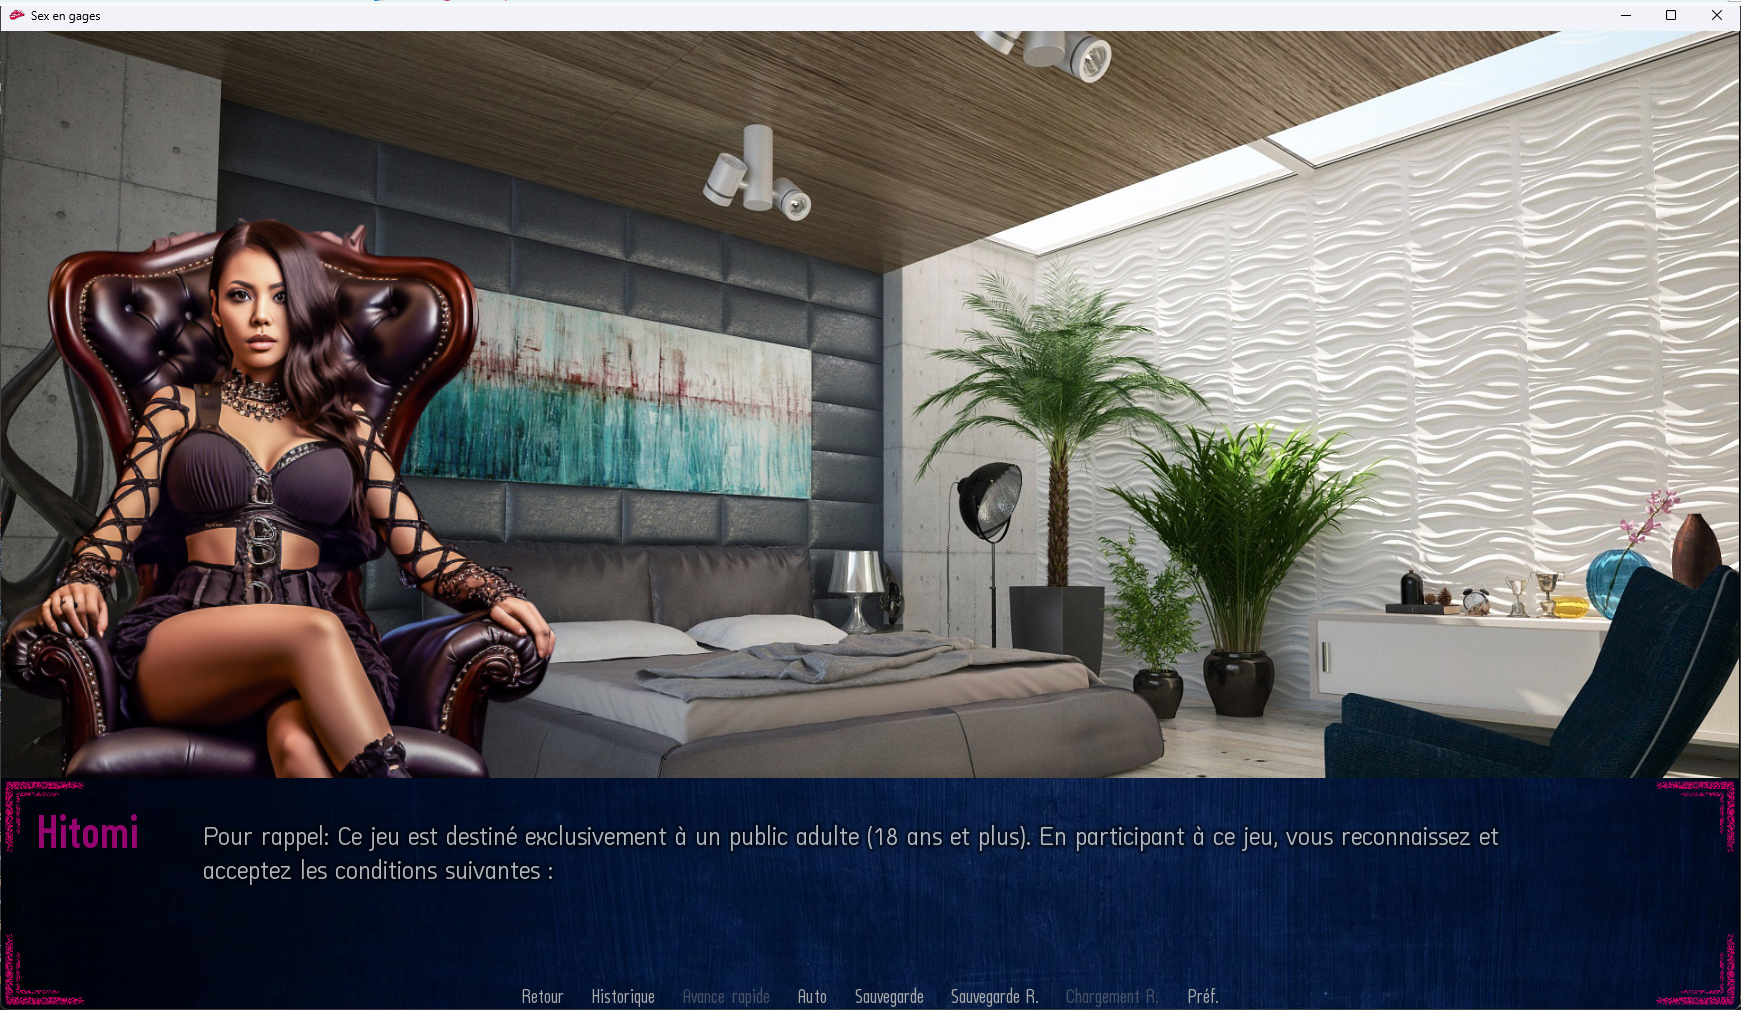 Sex en gages
Hitomi
Pour rappel: Ce jeu est destiné exclusivement à un public adulte (18 ans et plus). En participant à ce jeu, vous reconnaissez et
acceptez les conditions suivantes :
Retour Historique Avance rapide Auto Sauvegarde Sauvegarde R. Chargement R. Préf.